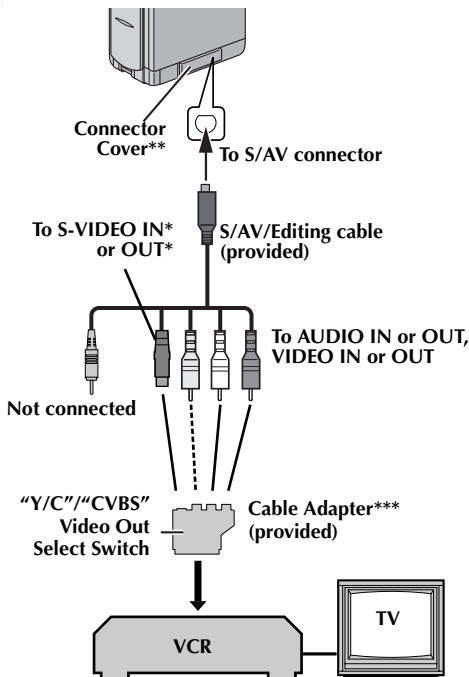 Connector
Cover**
To S/AV connector
To S-VIDEO IN*
or OUT*
S/AV/Editing cable
(provided)
To AUDIO IN or OUT,
VIDEO IN or OUT
Not connected
"Y/C"/"CVBS"
Video Out
Select Switch
Cable Adapter***
(provided)
VCR
TV